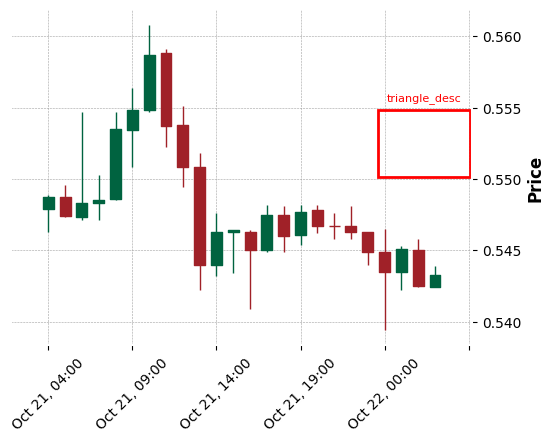 0.560
triangle_desc
0.555
0.550
0.545
0.540
Price
Oct 21, 04:00
Oct 21, 09:00
Oct 21, 14:00
Oct 21, 19:00
Oct 22, 00:00